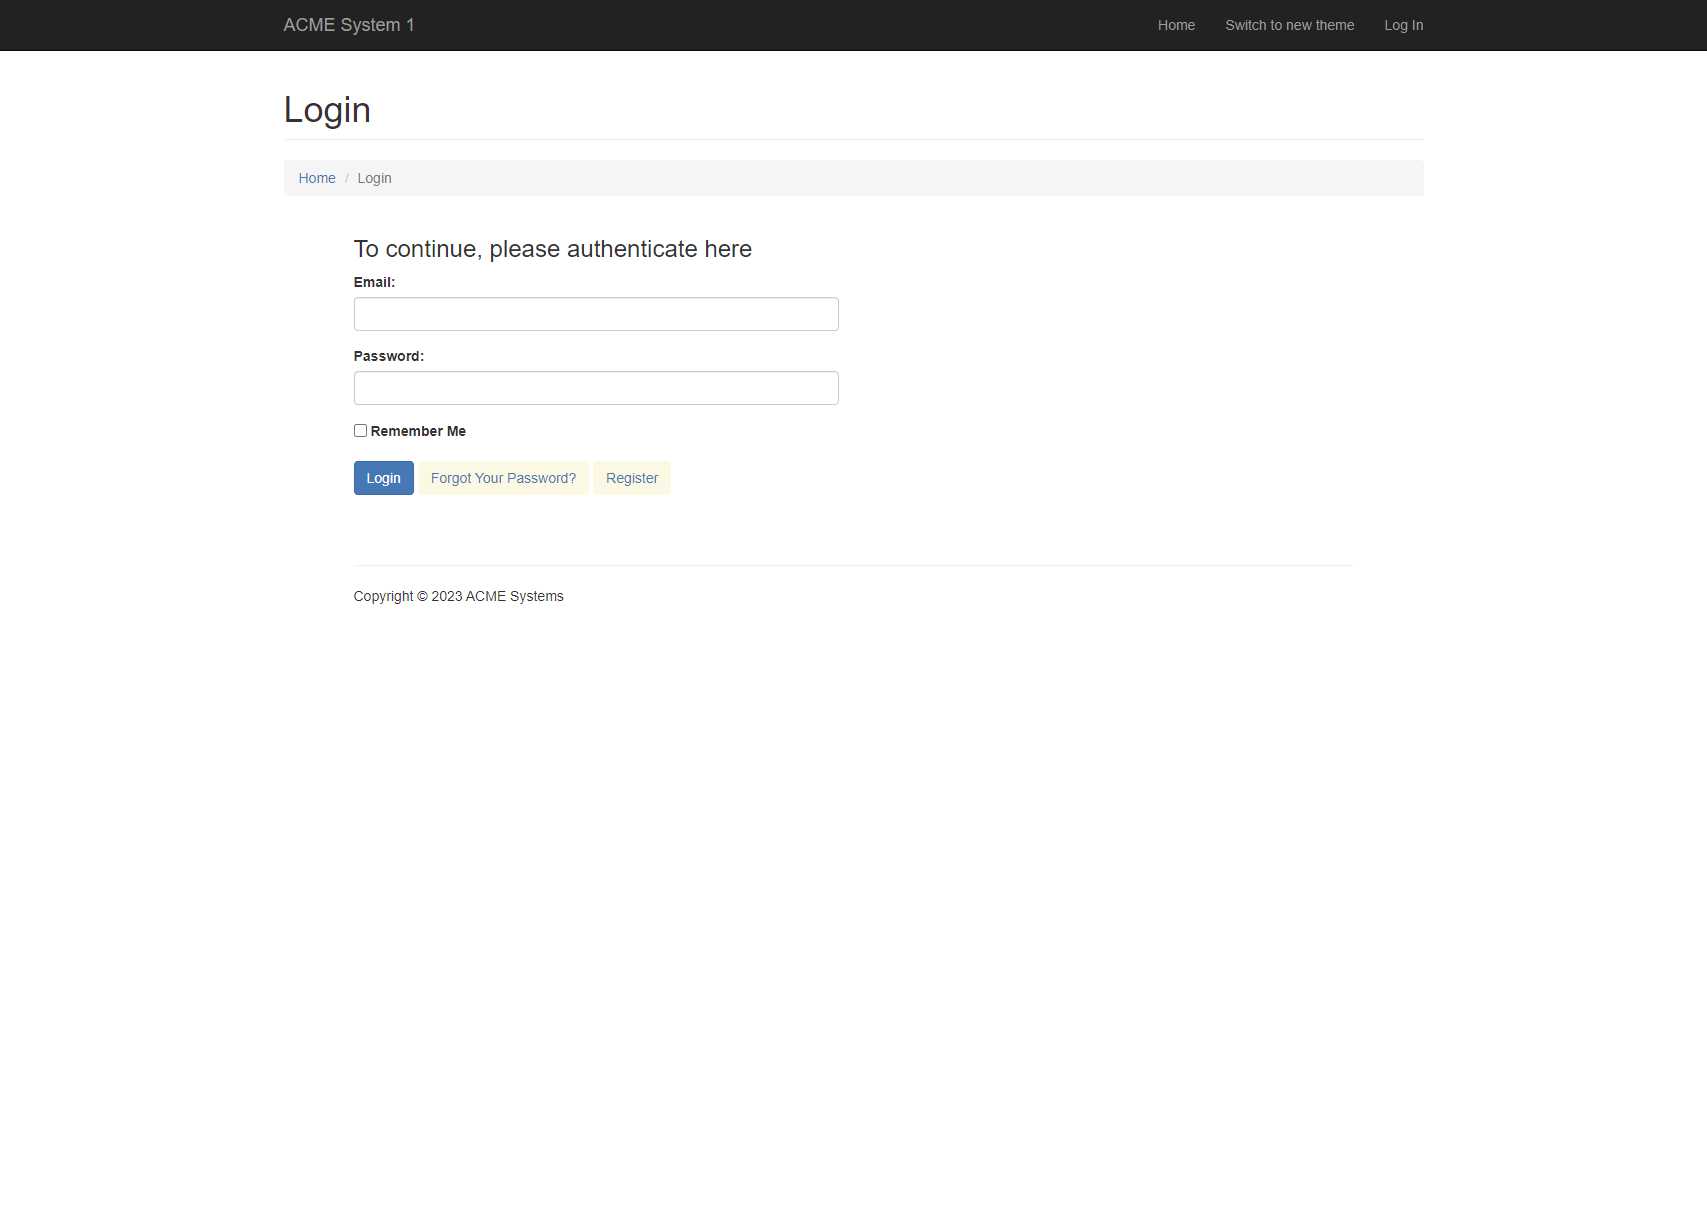 ACME System 1 Home Switch to new theme Log In
Login
Home / Login
To continue, please authenticate here
Email:
Password:
Remember Me
Login Forgot Your Password? Register
Copyright © 2023 ACME Systems